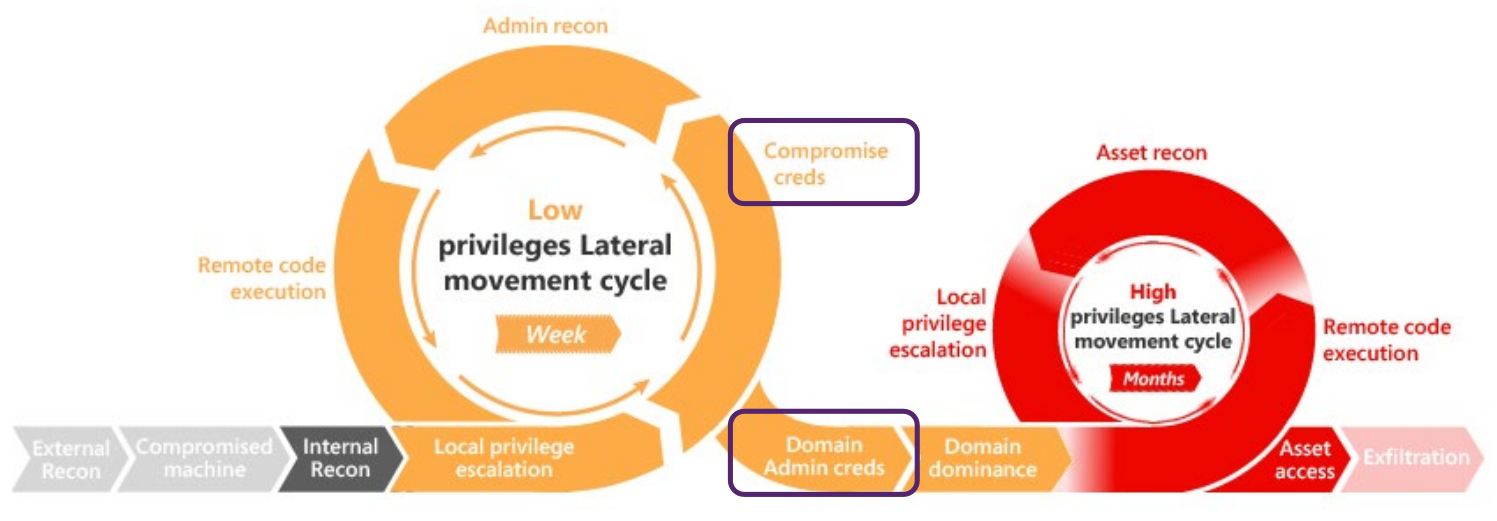 Admin recon
Compromise
creds
Low
privileges Lateral
movement cycle
Week
Remote code
execution
Asset recon
High
privileges Lateral
movement cycle
Months
Local
privilege
escalation
Remote code
execution
External
Recon
Compromised
machine
Internal
Recon
Local privilege
escalation
Domain
Admin creds
Domain
dominance
Asset
access
Exfiltration